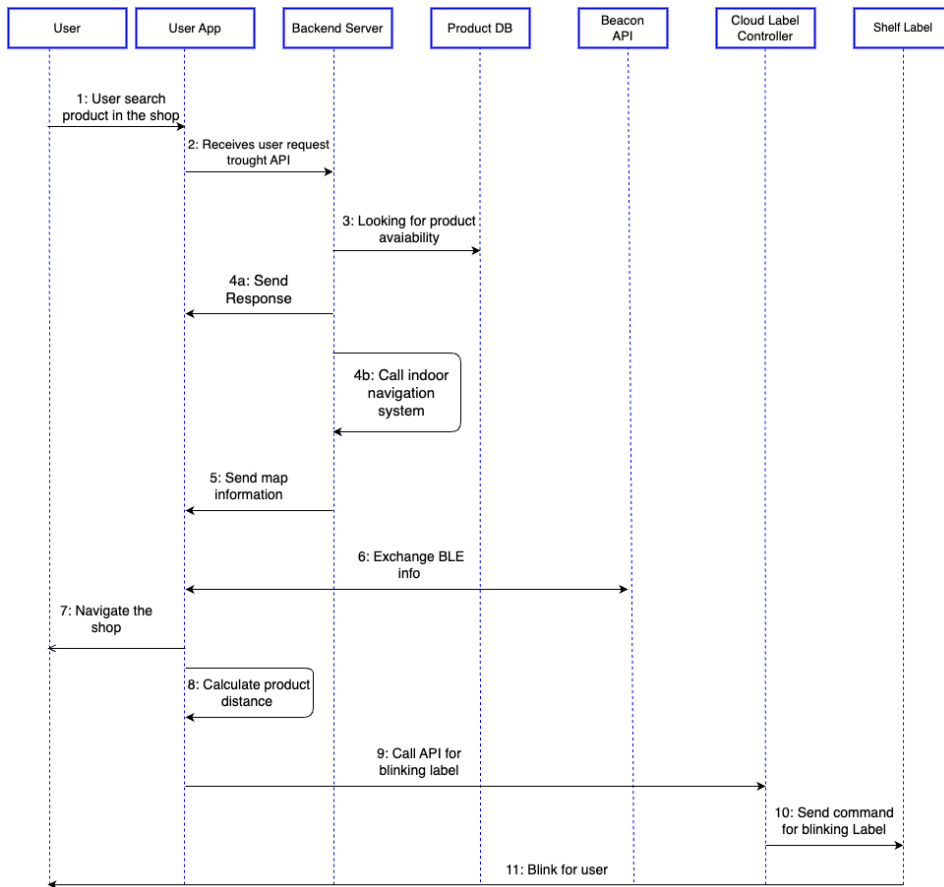 User
User App
Backend Server
Product DB
Beacon
API
Cloud Label
Controller
Shelf Label
1: User search
product in the shop
2: Receives user request
trought API
3: Looking for product
avaiability
4a: Send
Response
4b: Call indoor
navigation
system
5: Send map
information
6: Exchange BLE
info
7: Navigate the
shop
8: Calculate product
distance
9: Call API for
blinking label
10: Send command
for blinking Label
11: Blink for user